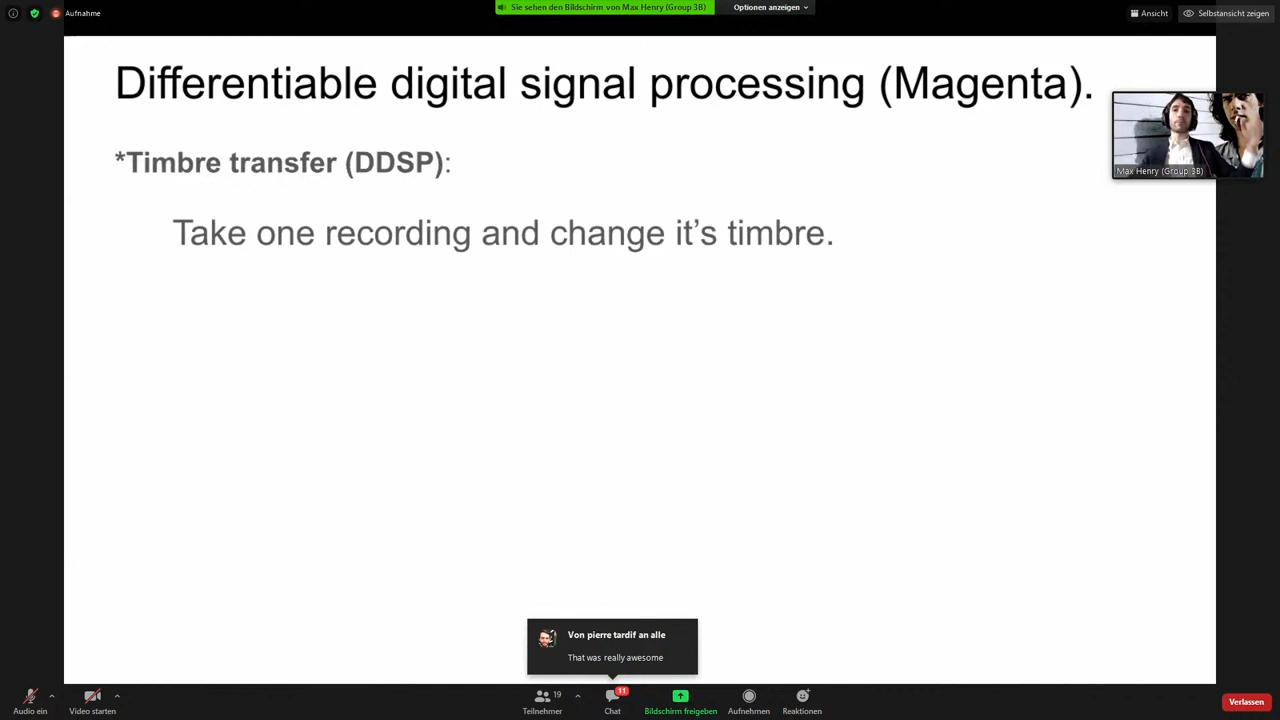 Aufnahme
Sie sehen den Bildschirm von Max Henry (Group 3B)
Optionen anzeigen
Ansicht
Selbstansicht zeigen
Differentiable digital signal processing (Magenta).
Max Henry (Group 3B)
*Timbre transfer (DDSP):
Take one recording and change it’s timbre.
Von pierre tardif an alle
That was really awesome
Audio ein
Video starten
19
Teilnehmer
11
Chat
Bildschirm freigeben
Aufnehmen
Reaktionen
Verlassen